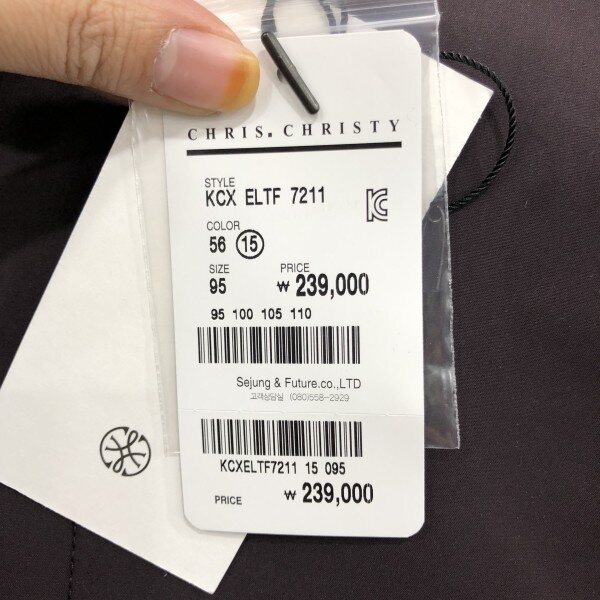 CHRIS.CHRISTY
STYLE
KCX ELTF 7211
COLOR
56 15
SIZE PRICE
95 ₩ 239,000
95 100 105 110
Sejung & Future.co.,LTD
고객상담실 (080)558-2929
KCXELTF7211 15 095
PRICE ₩ 239,000